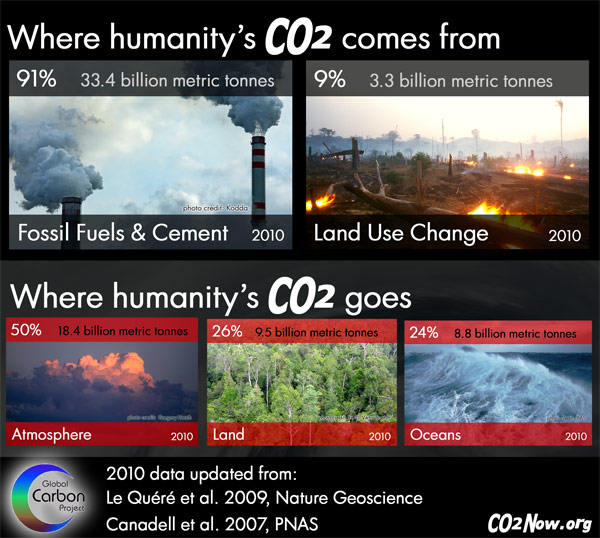 Where humanity's CO2 comes from
91% 33.4 billion metric tonnes
9% 3.3 billion metric tonnes
photo credit: Kodda
Fossil Fuels & Cement 2010
Land Use Change 2010
Where humanity's CO2 goes
50% 18.4 billion metric tonnes
26% 9.5 billion metric tonnes
24% 8.8 billion metric tonnes
photo credit:
Atmosphere 2010
Land 2010
Oceans 2010
Global
Carbon
Project
2010 data updated from:
Le Quéré et al. 2009, Nature Geoscience
Canadell et al. 2007, PNAS
CO2Now.org